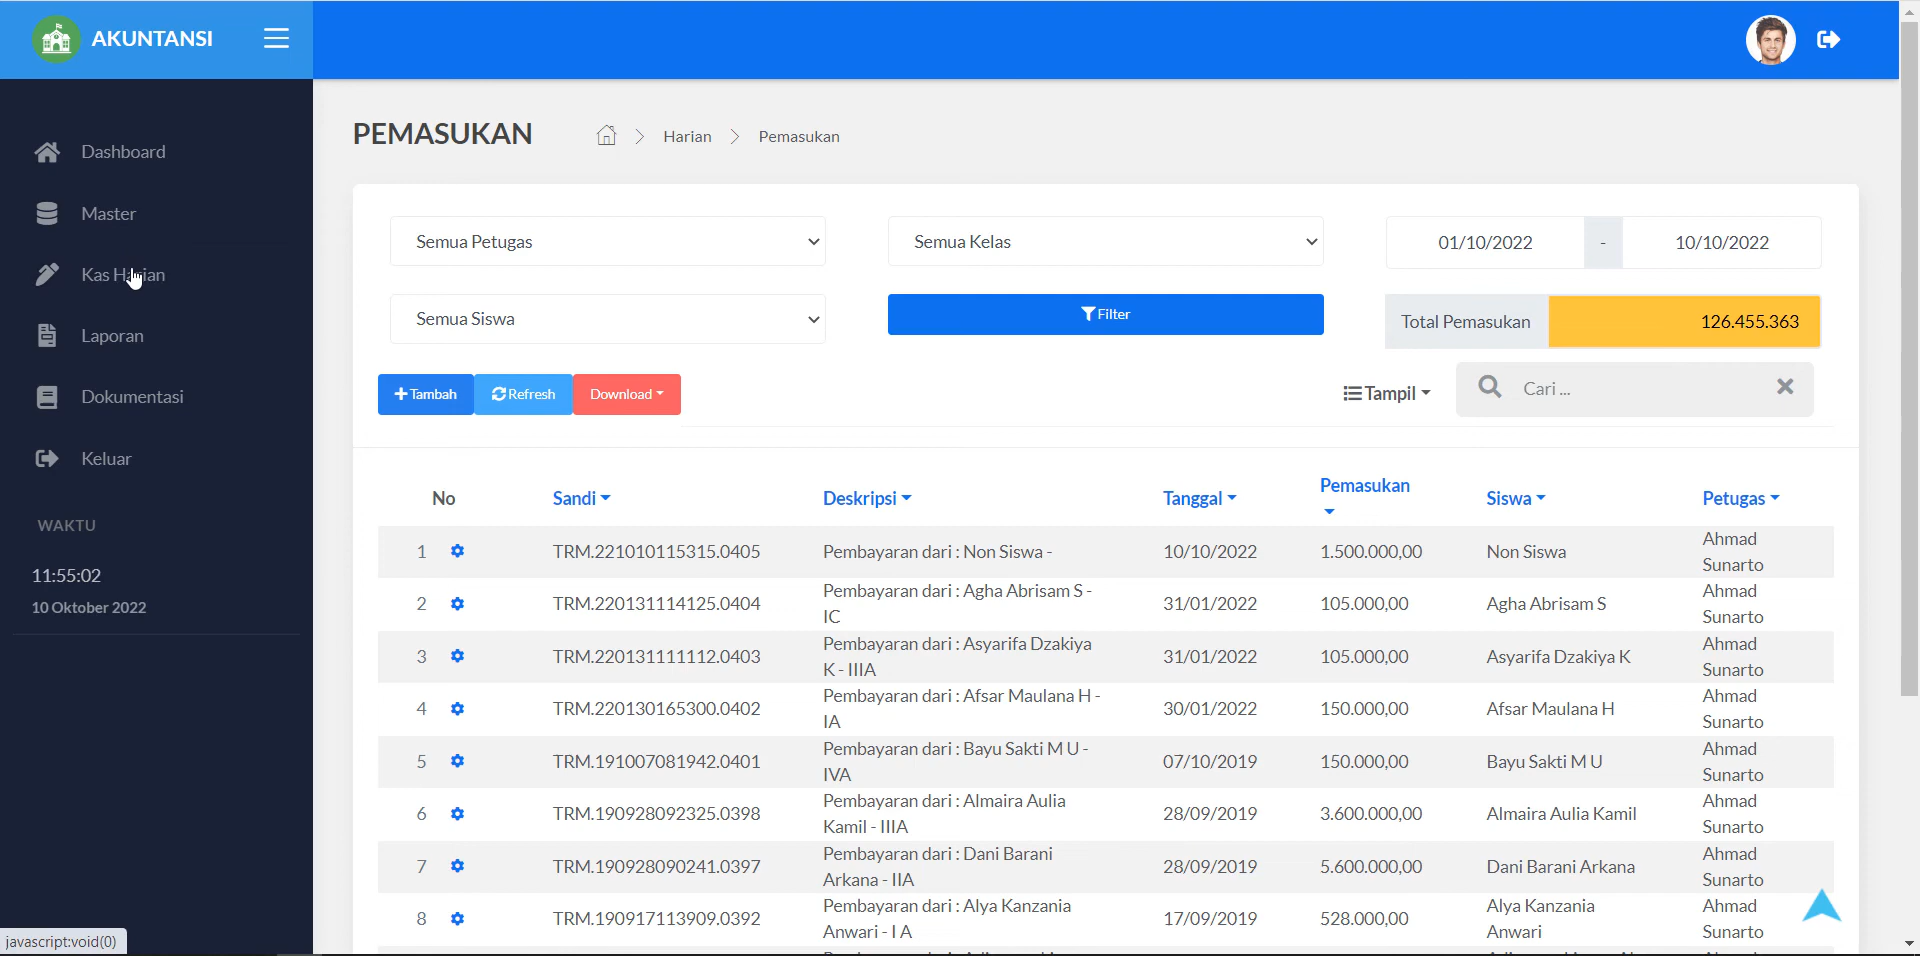 AKUNTANSI
Dashboard
Master
Kas Harian
Laporan
Dokumentasi
Keluar
WAKTU
11:55:02
10 Oktober 2022
javascript:void(0)
PEMASUKAN
Harian
Pemasukan
Semua Petugas
Semua Kelas
01/10/2022 - 10/10/2022
Semua Siswa
Filter
Total Pemasukan 126.455.363
Tambah Refresh Download
Tampil
Cari ...
No Sandi Deskripsi Tanggal Pemasukan Siswa Petugas
1 TRM.221010115315.0405 Pembayaran dari : Non Siswa - 10/10/2022 1.500.000,00 Non Siswa Ahmad
Sunarto
2 TRM.220131114125.0404 Pembayaran dari : Agha Abrisam S - 31/01/2022 105.000,00 Agha Abrisam S Ahmad
IC Sunarto
3 TRM.220131111112.0403 Pembayaran dari : Asyarifa Dzakiya 31/01/2022 105.000,00 Asyarifa Dzakiya K Ahmad
K - IIIA Sunarto
4 TRM.220130165300.0402 Pembayaran dari : Afsar Maulana H - 30/01/2022 150.000,00 Afsar Maulana H Ahmad
IA Sunarto
5 TRM.191007081942.0401 Pembayaran dari : Bayu Sakti M U - 07/10/2019 150.000,00 Bayu Sakti M U Ahmad
IVA Sunarto
6 TRM.190928092325.0398 Pembayaran dari : Almaira Aulia 28/09/2019 3.600.000,00 Almaira Aulia Kamil Ahmad
Kamil - IIIA Sunarto
7 TRM.190928090241.0397 Pembayaran dari : Dani Barani 28/09/2019 5.600.000,00 Dani Barani Arkana Ahmad
Arkana - IIA Sunarto
8 TRM.190917113909.0392 Pembayaran dari : Alya Kanzania 17/09/2019 528.000,00 Alya Kanzania Ahmad
Anwari - I A Anwari Sunarto